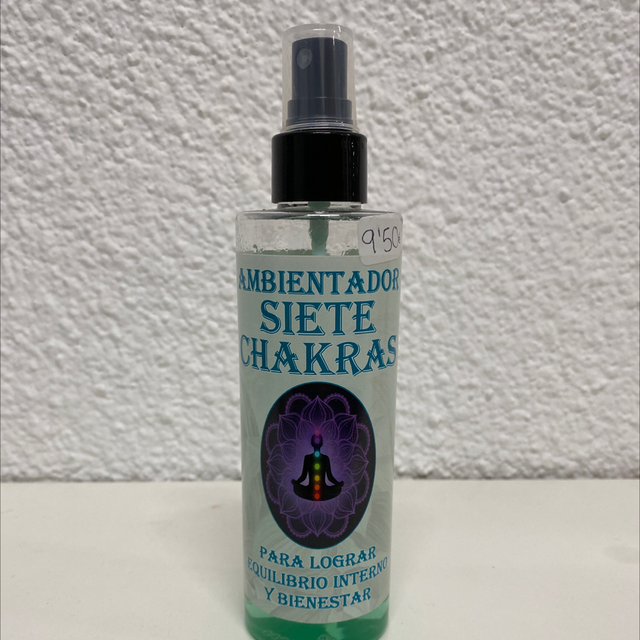 9'50€
AMBIENTADOR
SIETE
CHAKRAS
PARA LOGRAR
EQUILIBRIO INTERNO
Y BIENESTAR